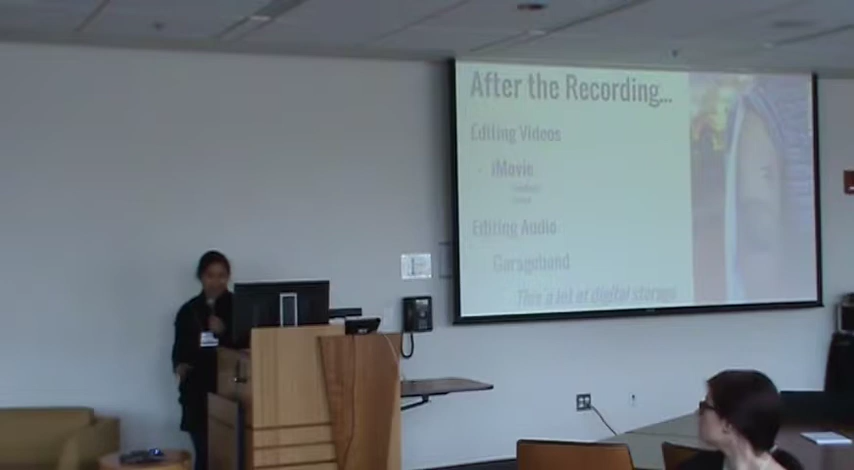 After the Recording...
Editing Videos
iMovie
Editing Audio
Garageband
This a lot of digital storage